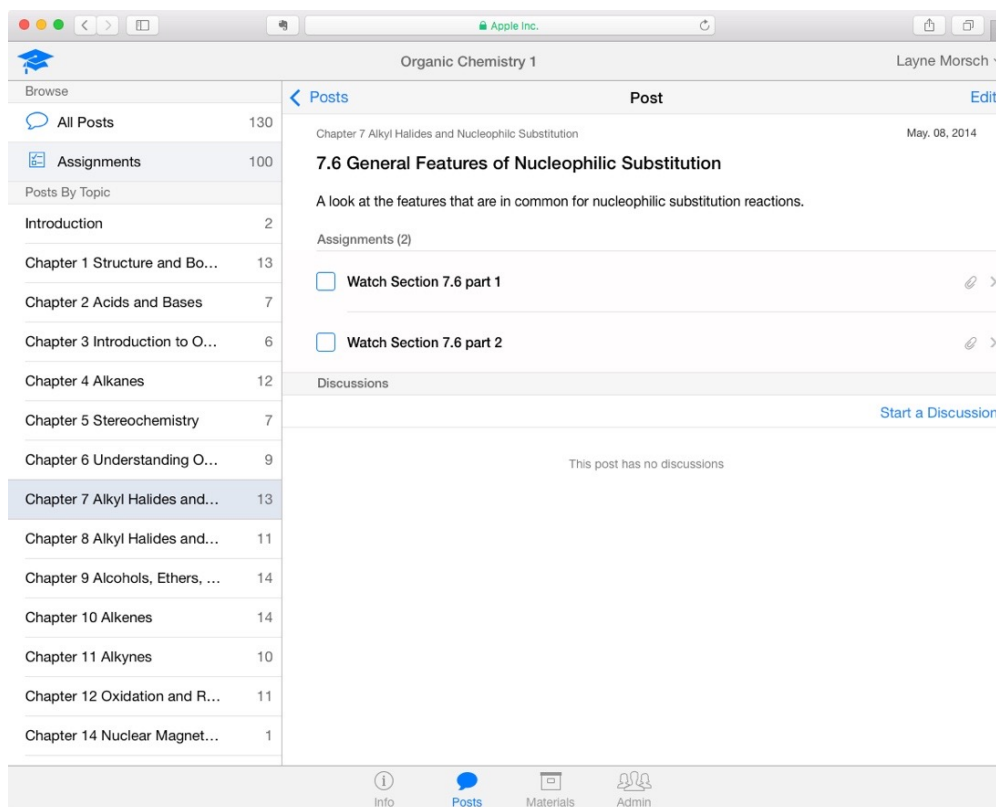 Apple Inc.
Organic Chemistry 1
Layne Morsch
Browse
All Posts 130
Assignments 100
Posts By Topic
Introduction 2
Chapter 1 Structure and Bo... 13
Chapter 2 Acids and Bases 7
Chapter 3 Introduction to O... 6
Chapter 4 Alkanes 12
Chapter 5 Stereochemistry 7
Chapter 6 Understanding O... 9
Chapter 7 Alkyl Halides and... 13
Chapter 8 Alkyl Halides and... 11
Chapter 9 Alcohols, Ethers, ... 14
Chapter 10 Alkenes 14
Chapter 11 Alkynes 10
Chapter 12 Oxidation and R... 11
Chapter 14 Nuclear Magnet... 1
Posts
Post
Edit
Chapter 7 Alkyl Halides and Nucleophilc Substitution
May. 08, 2014
7.6 General Features of Nucleophilic Substitution
A look at the features that are in common for nucleophilic substitution reactions.
Assignments (2)
Watch Section 7.6 part 1
Watch Section 7.6 part 2
Discussions
Start a Discussion
This post has no discussions
Info
Posts
Materials
Admin